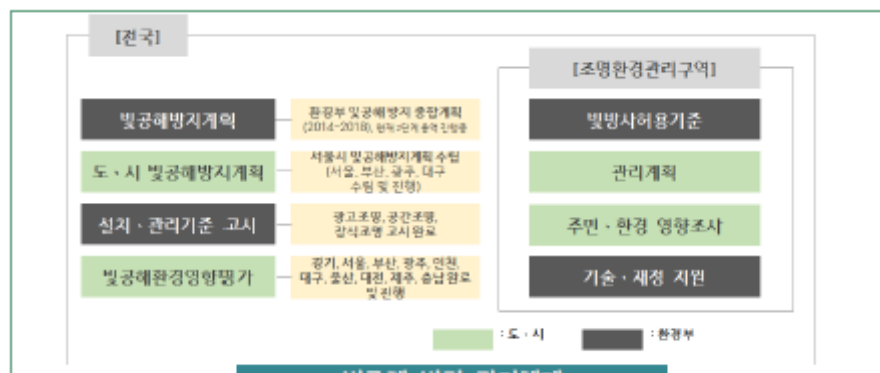 [전국]
[조명환경관리구역]
빛공해방지계획
환경부 빛공해방지 종합계획
(2014-2018), 현재 2단계 용역 진행중
빛방사허용기준
도·시 빛공해방지계획
서울시 빛공해방지계획 수립
(서울, 부산, 광주, 대구
수립 및 진행)
관리계획
설치·관리기준 고시
광고조명, 공간조명,
장식조명 고시 완료
주민·환경 영향조사
빛공해환경영향평가
경기, 서울, 부산, 광주, 인천,
대구, 울산, 대전, 제주, 충남 완료
및 진행
기술·재정 지원
: 도·시
: 환경부